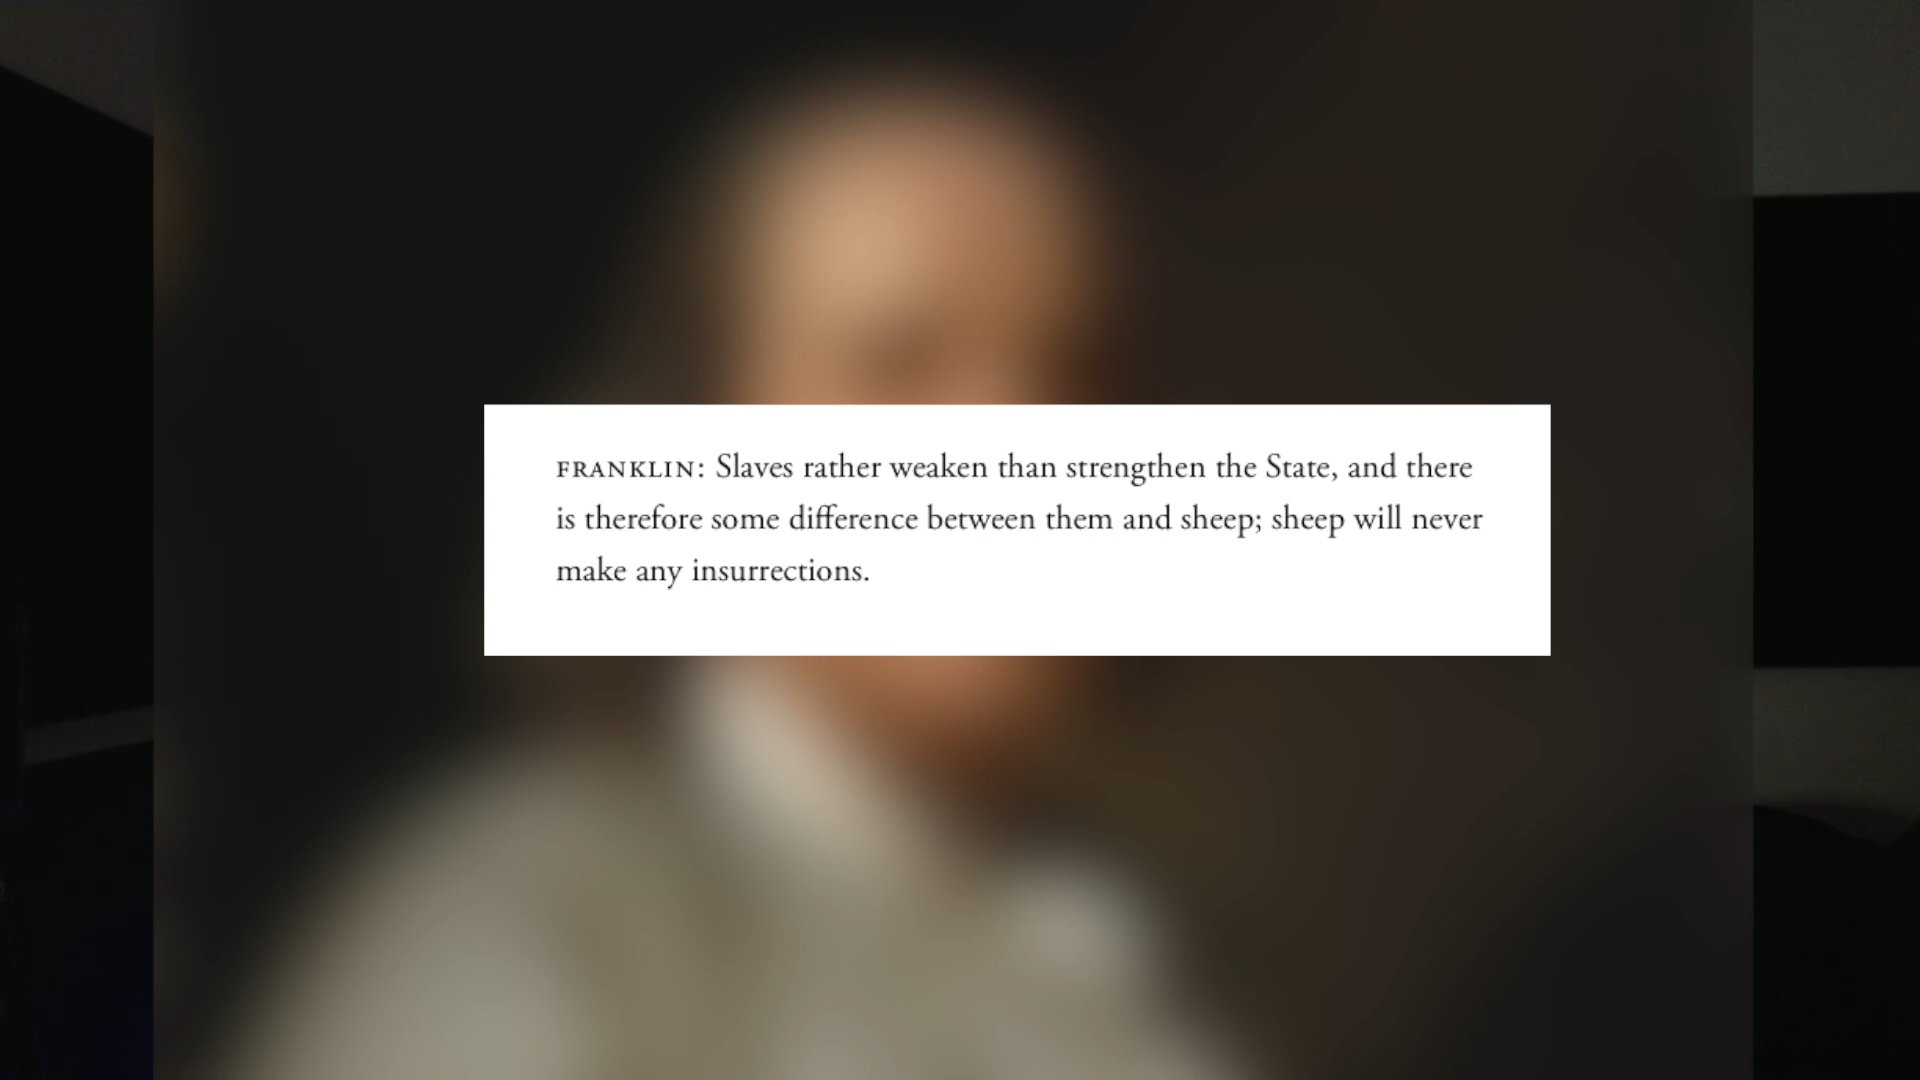 FRANKLIN: Slaves rather weaken than strengthen the State, and there
is therefore some difference between them and sheep; sheep will never
make any insurrections.